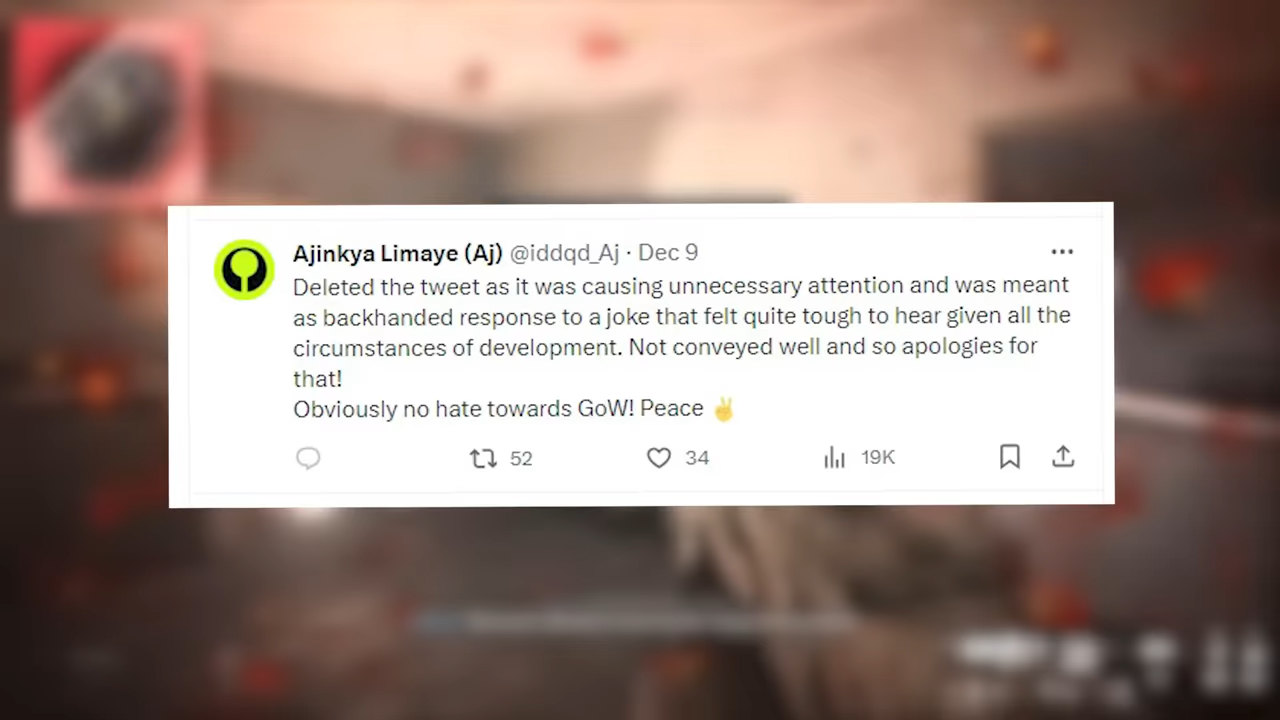 Ajinkya Limaye (Aj) @iddqd_Aj · Dec 9
Deleted the tweet as it was causing unnecessary attention and was meant
as backhanded response to a joke that felt quite tough to hear given all the
circumstances of development. Not conveyed well and so apologies for
that!
Obviously no hate towards GoW! Peace ✌️
52 34 19K